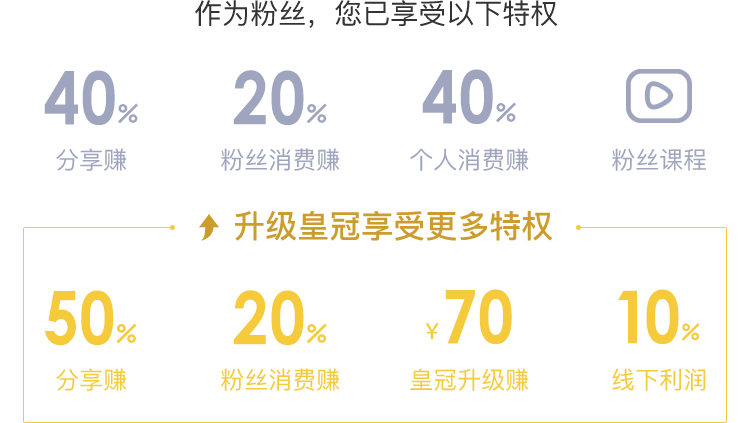 作为粉丝，您已享受以下特权
40% 20% 40%
分享赚 粉丝消费赚 个人消费赚 粉丝课程
升级皇冠享受更多特权
50% 20% ¥70 10%
分享赚 粉丝消费赚 皇冠升级赚 线下利润